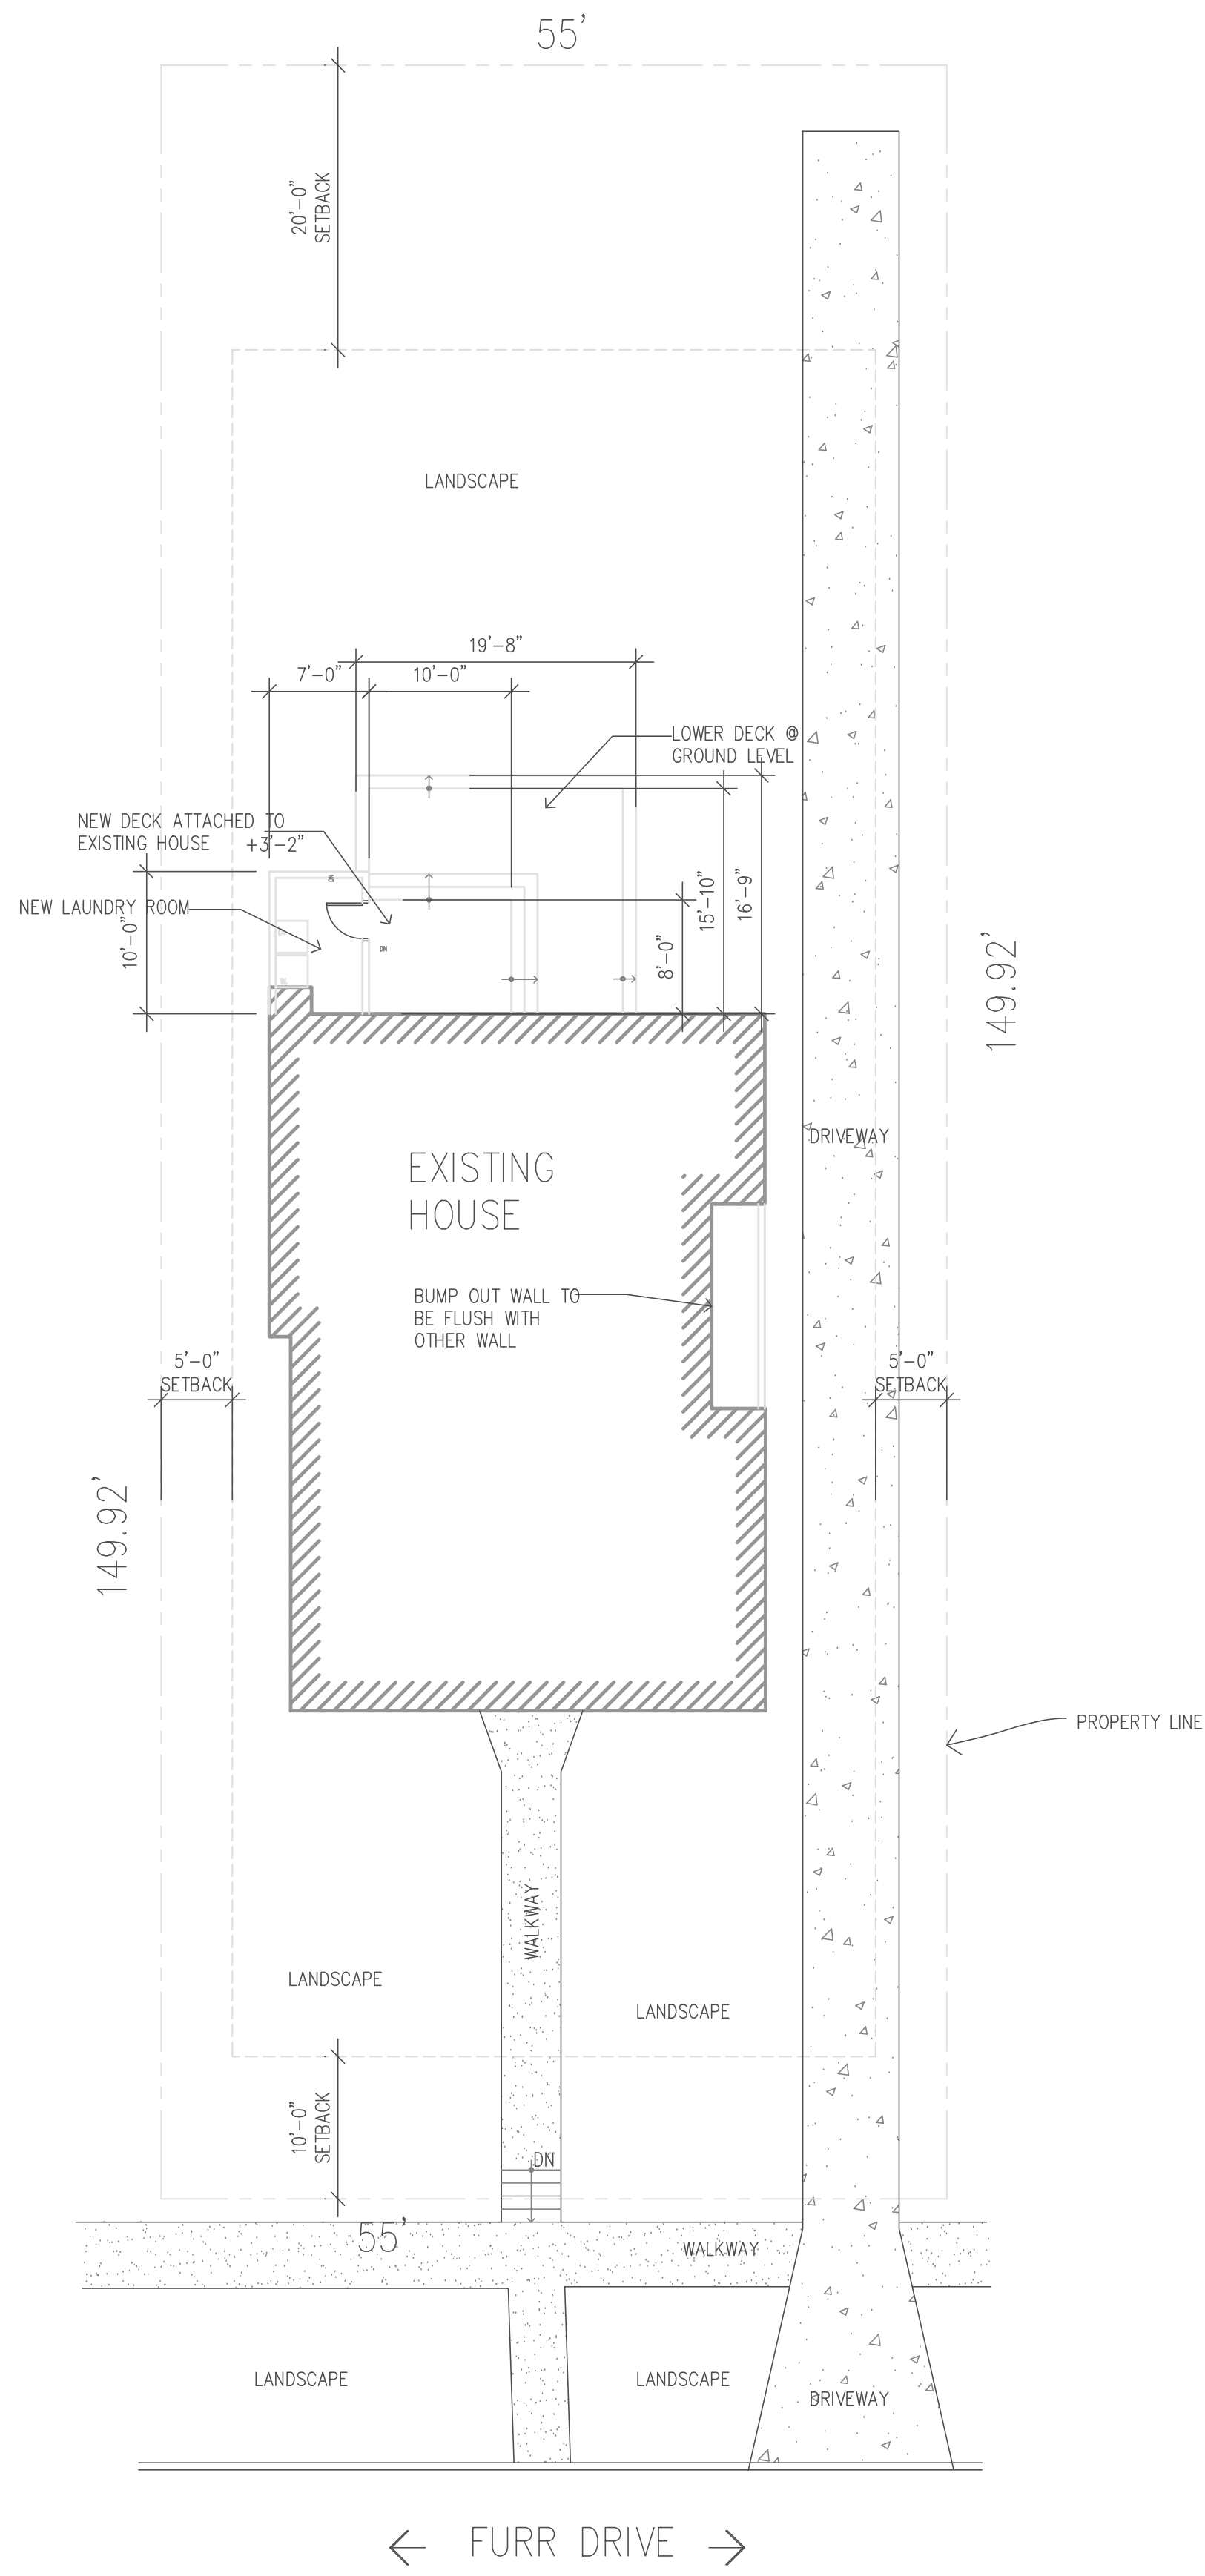 55'
20'-0"
SETBACK
LANDSCAPE
19'-8"
7'-0"
10'-0"
LOWER DECK @
GROUND LEVEL
NEW DECK ATTACHED TO
EXISTING HOUSE +3'-2"
DN
NEW LAUNDRY ROOM
10'-0"
DN
8'-0"
15'-10"
16'-9"
149.92'
DRIVEWAY
EXISTING
HOUSE
BUMP OUT WALL TO
BE FLUSH WITH
OTHER WALL
5'-0"
SETBACK
5'-0"
SETBACK
149.92'
PROPERTY LINE
WALKWAY
LANDSCAPE
LANDSCAPE
10'-0"
SETBACK
DN
55'
WALKWAY
LANDSCAPE
LANDSCAPE
DRIVEWAY
FURR DRIVE